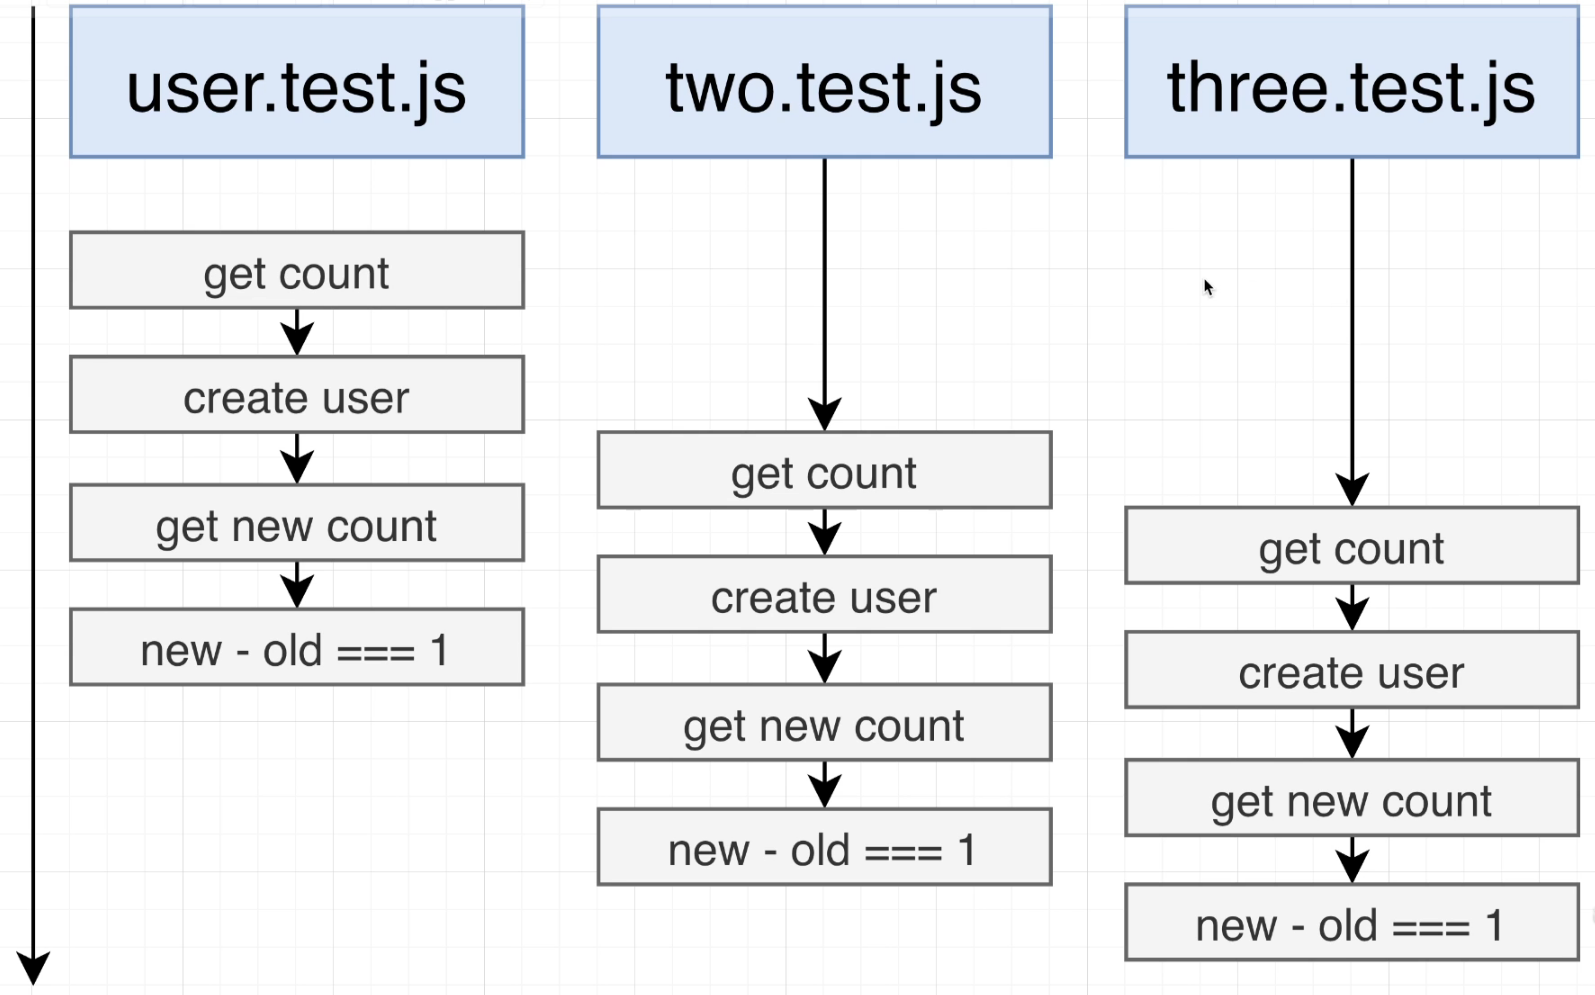 user.test.js
get count
create user
get new count
new - old === 1
two.test.js
get count
create user
get new count
new - old === 1
three.test.js
get count
create user
get new count
new - old === 1